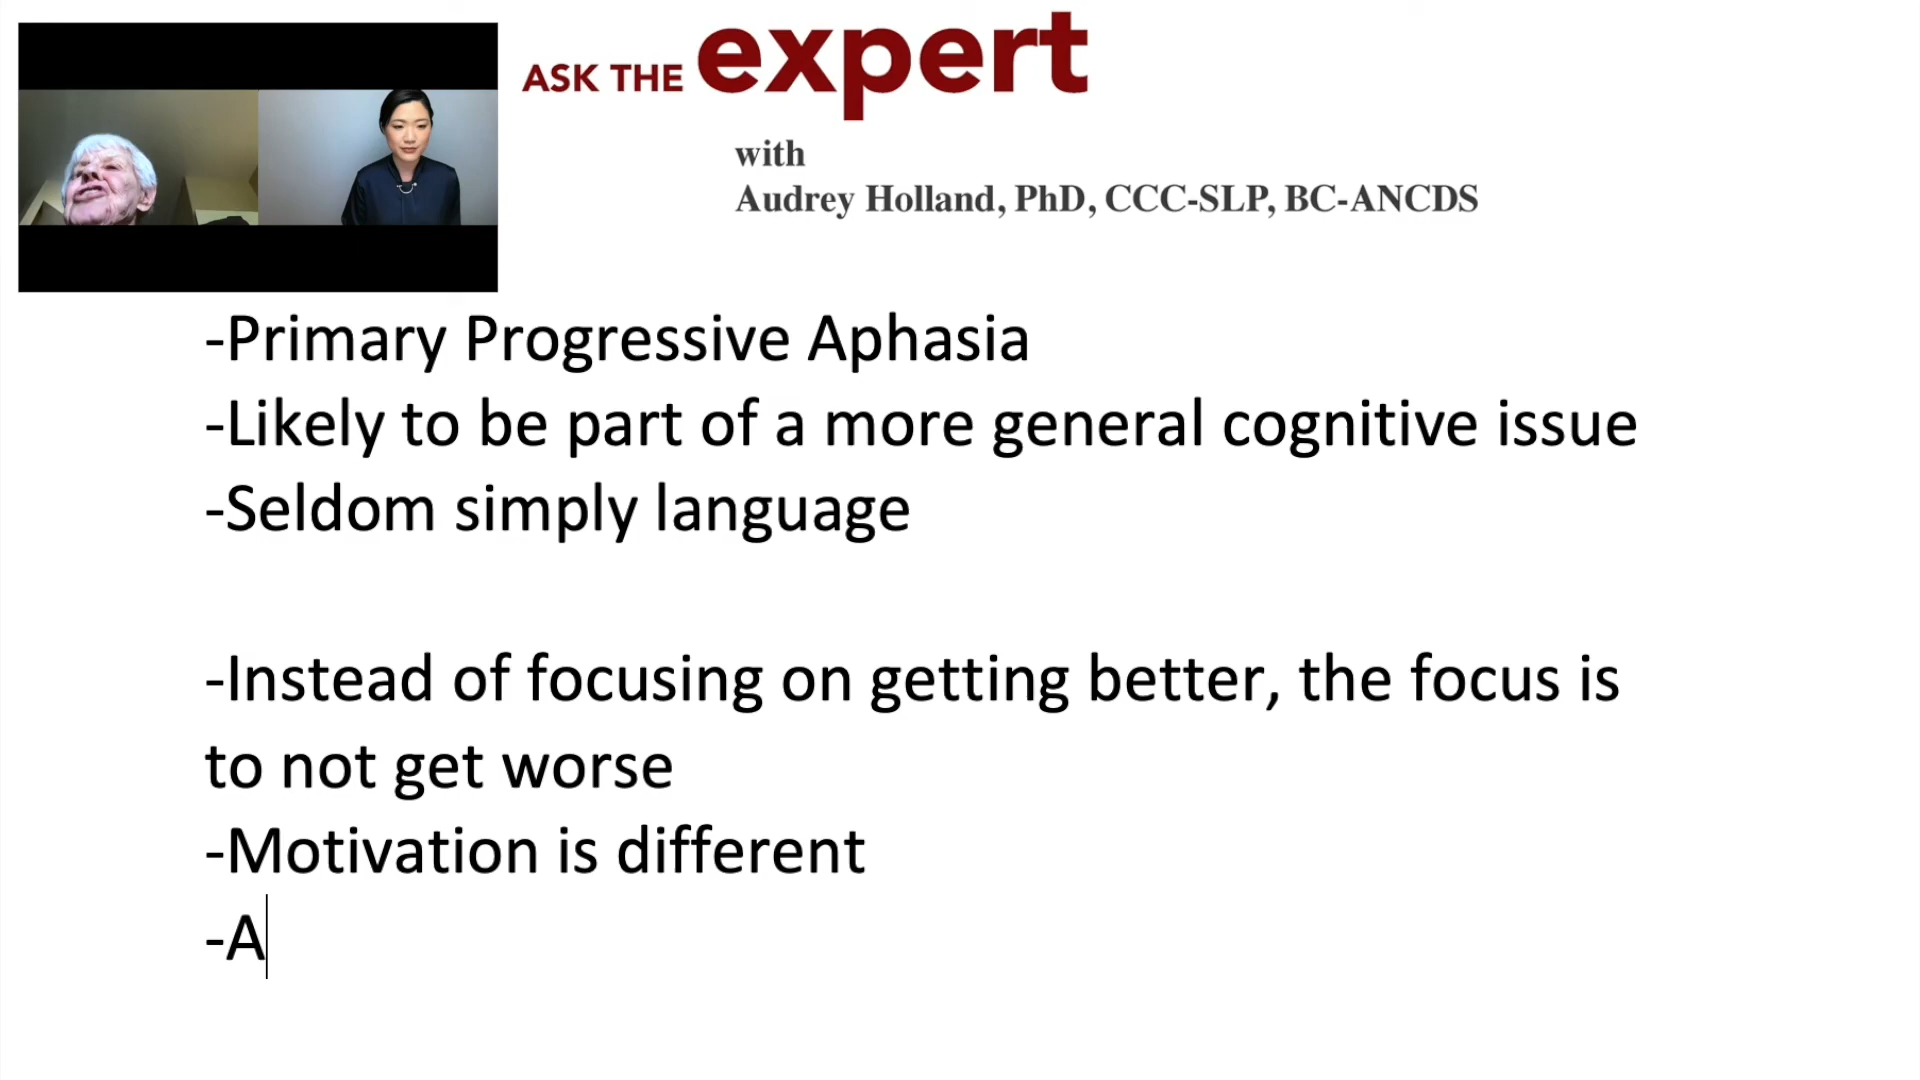 ASK THE expert
with
Audrey Holland, PhD, CCC-SLP, BC-ANCDS
-Primary Progressive Aphasia
-Likely to be part of a more general cognitive issue
-Seldom simply language
-Instead of focusing on getting better, the focus is
to not get worse
-Motivation is different
-A